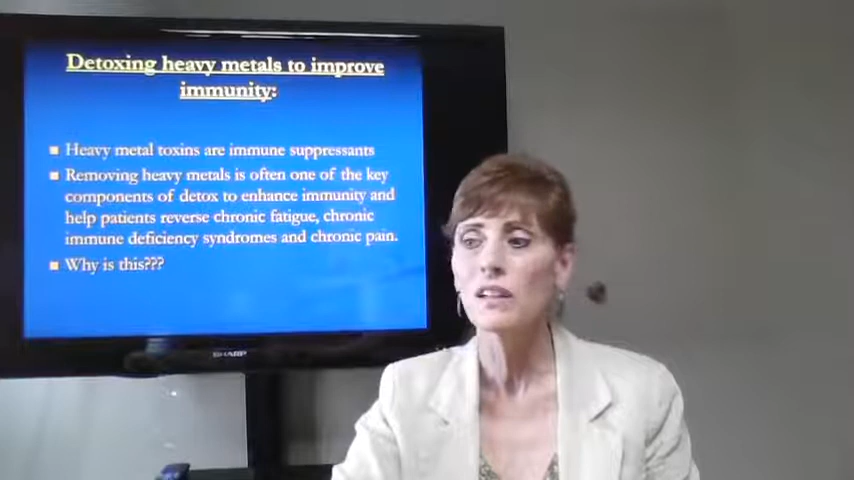 Detoxing heavy metals to improve
immunity:
■ Heavy metal toxins are immune suppressants
■ Removing heavy metals is often one of the key
components of detox to enhance immunity and
help patients reverse chronic fatigue, chronic
immune deficiency syndromes and chronic pain.
■ Why is this???
SHARP